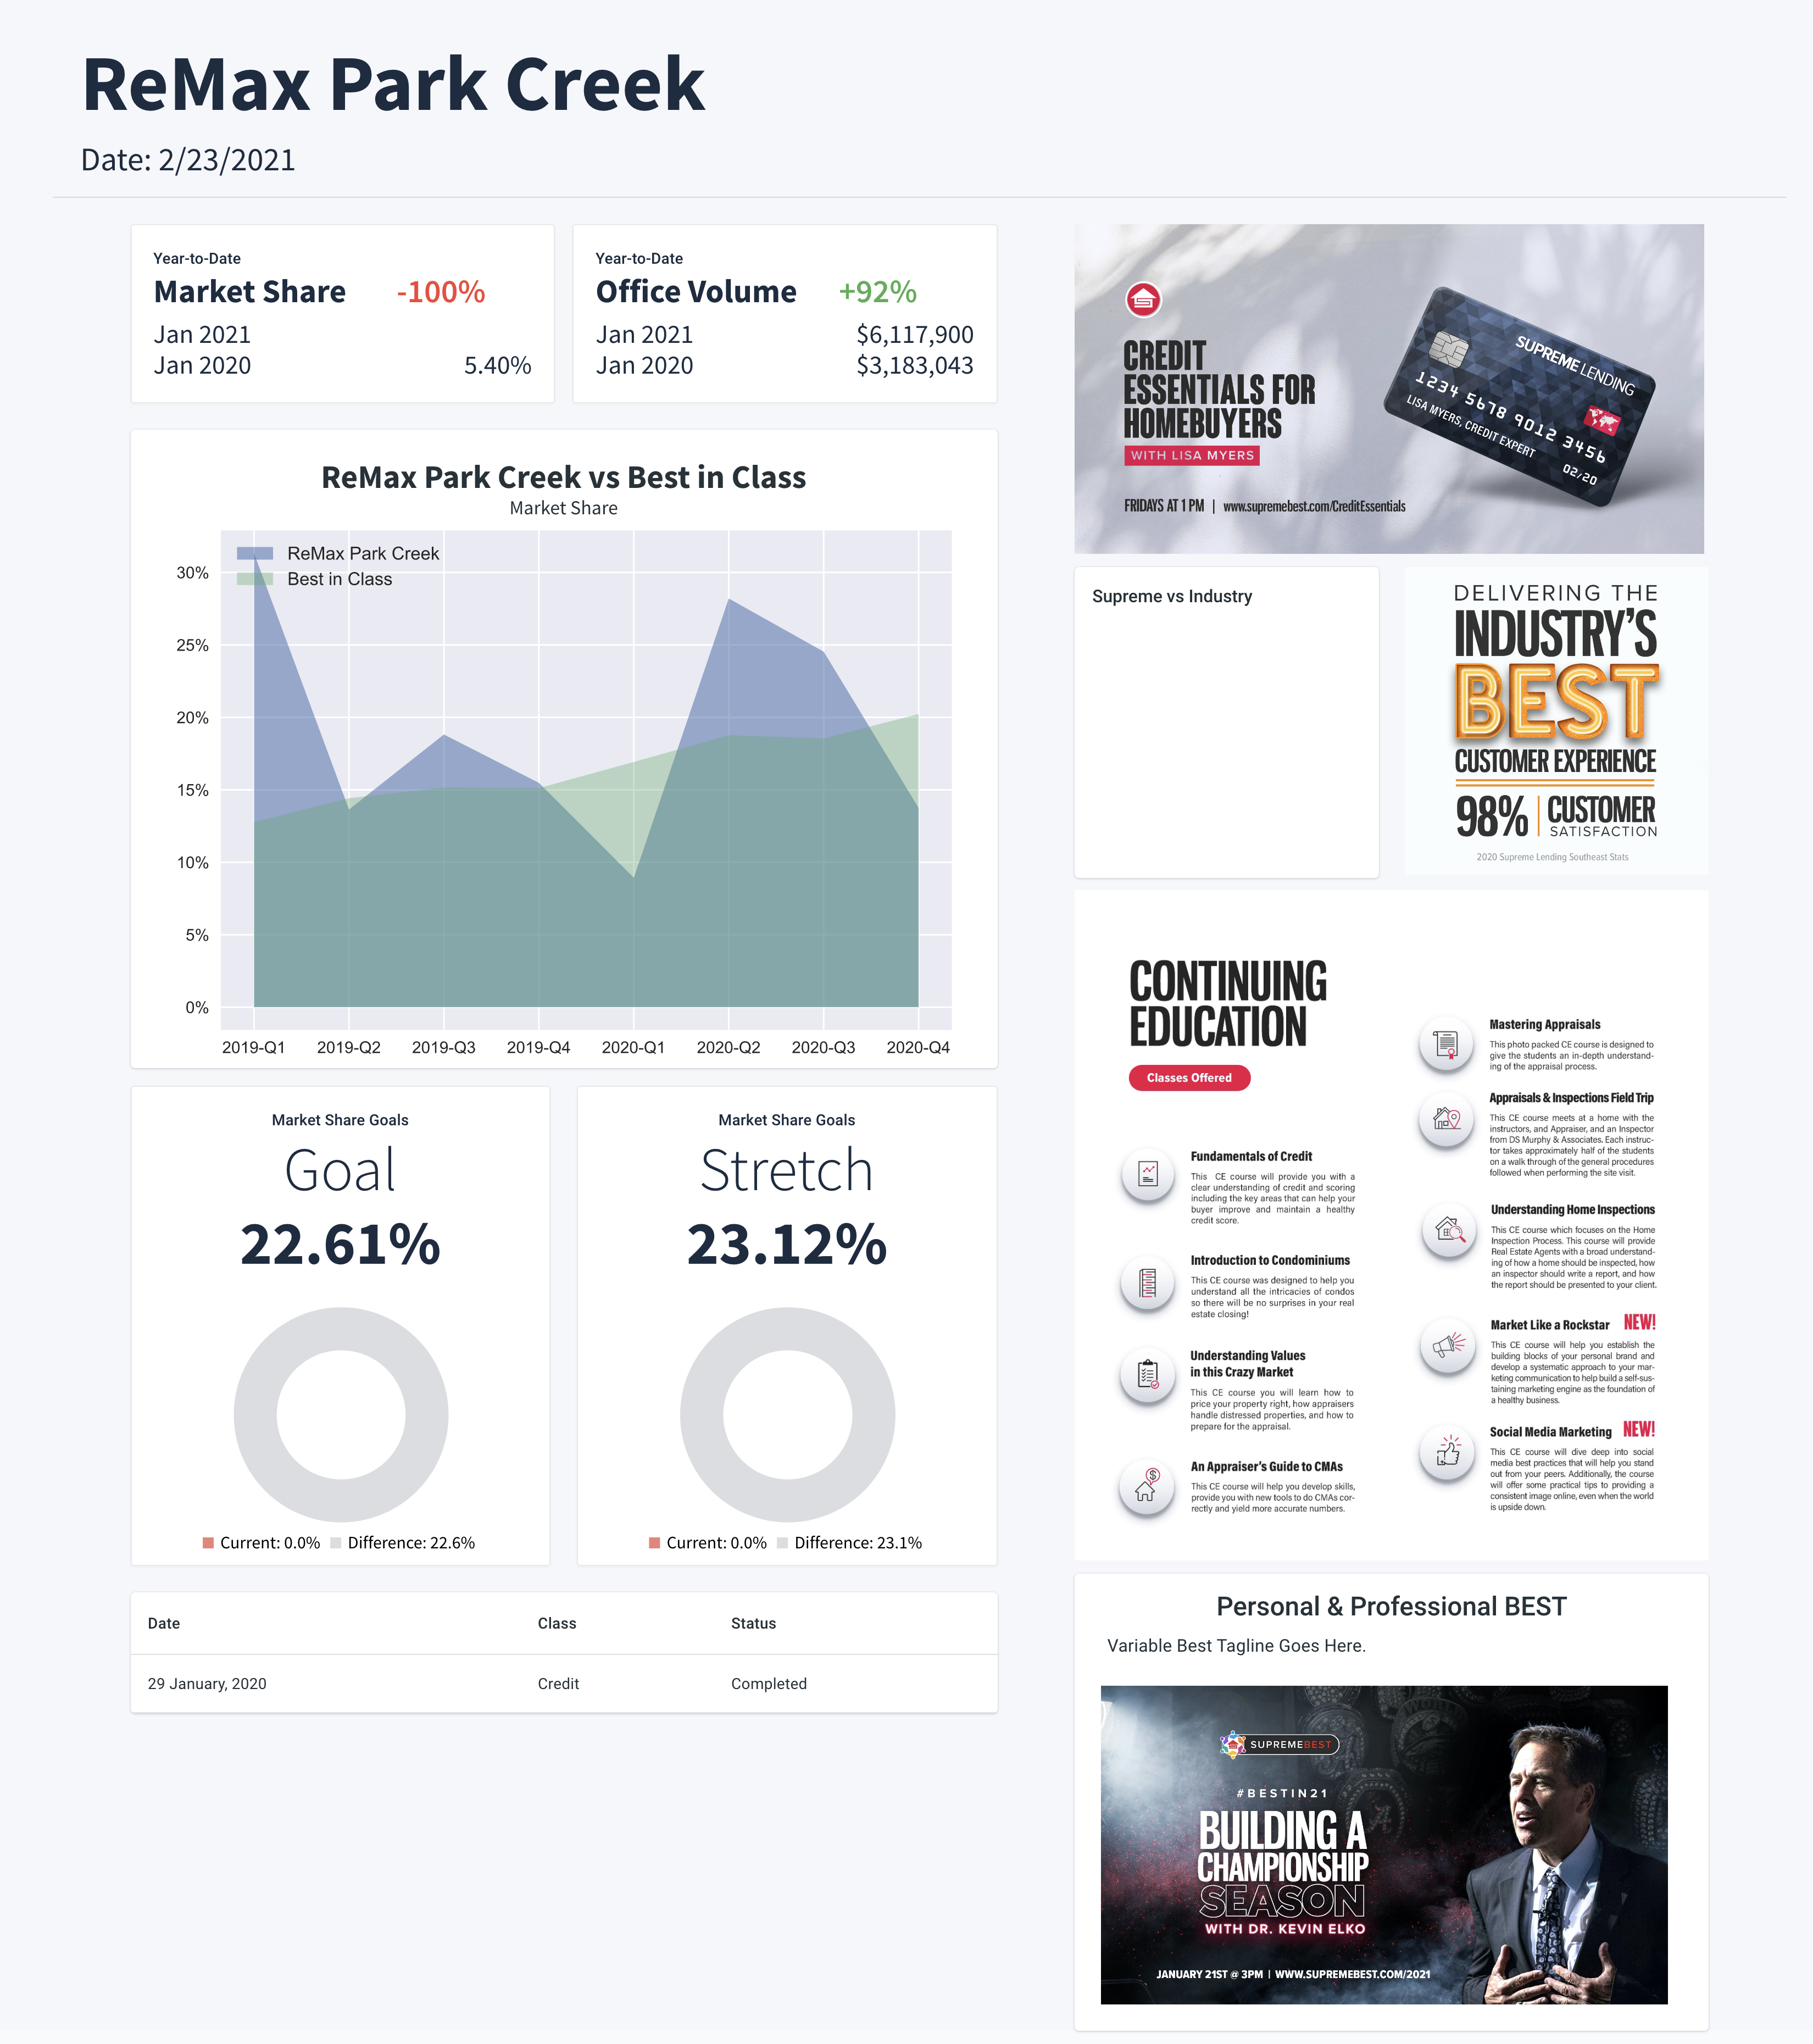 ReMax Park Creek
Date: 2/23/2021
Year-to-Date
Market Share -100%
Jan 2021
Jan 2020 5.40%
Year-to-Date
Office Volume +92%
Jan 2021 $6,117,900
Jan 2020 $3,183,043
ReMax Park Creek vs Best in Class
Market Share
ReMax Park Creek
Best in Class
30%
25%
20%
15%
10%
5%
0%
2019-Q1 2019-Q2 2019-Q3 2019-Q4 2020-Q1 2020-Q2 2020-Q3 2020-Q4
Market Share Goals
Goal
22.61%
Current: 0.0% Difference: 22.6%
Market Share Goals
Stretch
23.12%
Current: 0.0% Difference: 23.1%
Date Class Status
29 January, 2020 Credit Completed
CREDIT
ESSENTIALS FOR
HOMEBUYERS
WITH LISA MYERS
FRIDAYS AT 1 PM | www.supremebest.com/CreditEssentials
SUPREME LENDING
1234 5678 9012 3456
LISA MYERS, CREDIT EXPERT
02/20
Supreme vs Industry
DELIVERING THE
INDUSTRY'S
BEST
CUSTOMER EXPERIENCE
98% CUSTOMER
SATISFACTION
2020 Supreme Lending Southeast Stats
CONTINUING
EDUCATION
Classes Offered
Fundamentals of Credit
This CE course will provide you with a
clear understanding of credit and scoring
including the key areas that can help your
buyer improve and maintain a healthy
credit score.
Introduction to Condominiums
This CE course was designed to help you
understand all the intricacies of condos
so there will be no surprises in your real
estate closing!
Understanding Values
in this Crazy Market
This CE course you will learn how to
price your property right, how appraisers
handle distressed properties, and how to
prepare for the appraisal.
An Appraiser's Guide to CMAs
This CE course will help you develop skills,
provide you with new tools to do CMAs cor-
rectly and yield more accurate numbers.
Mastering Appraisals
This photo packed CE course is designed to
give the students an in-depth understand-
ing of the appraisal process.
Appraisals & Inspections Field Trip
This CE course meets at a home with the
instructors, and Appraiser, and an Inspector
from DS Murphy & Associates. Each instruc-
tor takes approximately half of the students
on a walk through of the general procedures
followed when performing the site visit.
Understanding Home Inspections
This CE course which focuses on the Home
Inspection Process. This course will provide
Real Estate Agents with a broad understand-
ing of how a home should be inspected, how
an inspector should write a report, and how
the report should be presented to your client.
Market Like a Rockstar NEW!
This CE course will help you establish the
building blocks of your personal brand and
develop a systematic approach to your mar-
keting communication to help build a self-sus-
taining marketing engine as the foundation of
a healthy business.
Social Media Marketing NEW!
This CE course will dive deep into social
media best practices that will help you stand
out from your peers. Additionally, the course
will offer some practical tips to providing a
consistent image online, even when the world
is upside down.
Personal & Professional BEST
Variable Best Tagline Goes Here.
SUPREMEBEST
#BESTIN21
BUILDING A
CHAMPIONSHIP
SEASON
WITH DR. KEVIN ELKO
JANUARY 21ST @ 3PM | WWW.SUPREMEBEST.COM/2021